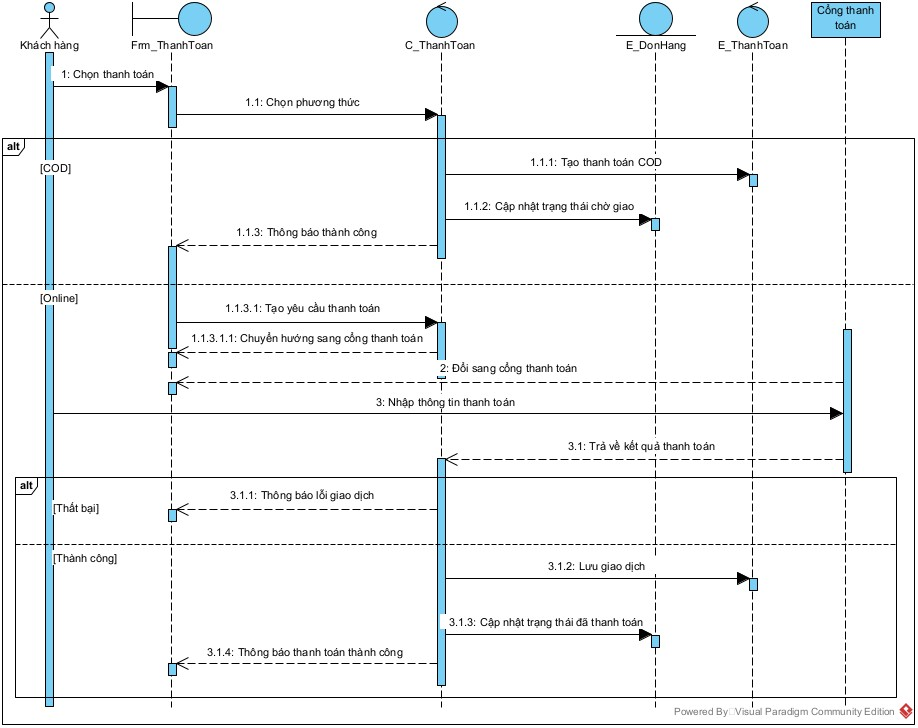 Cổng thanh
toán
Khách hàng
Frm_ThanhToan
C_ThanhToan
E_DonHang
E_ThanhToan
1: Chọn thanh toán
1.1: Chọn phương thức
alt
[COD]
1.1.1: Tạo thanh toán COD
1.1.2: Cập nhật trạng thái chờ giao
1.1.3: Thông báo thành công
[Online]
1.1.3.1: Tạo yêu cầu thanh toán
1.1.3.1.1: Chuyển hướng sang cổng thanh toán
2: Đổi sang cổng thanh toán
3: Nhập thông tin thanh toán
3.1: Trả về kết quả thanh toán
alt
3.1.1: Thông báo lỗi giao dịch
[Thất bại]
[Thành công]
3.1.2: Lưu giao dịch
3.1.3: Cập nhật trạng thái đã thanh toán
3.1.4: Thông báo thanh toán thành công
Powered By Visual Paradigm Community Edition